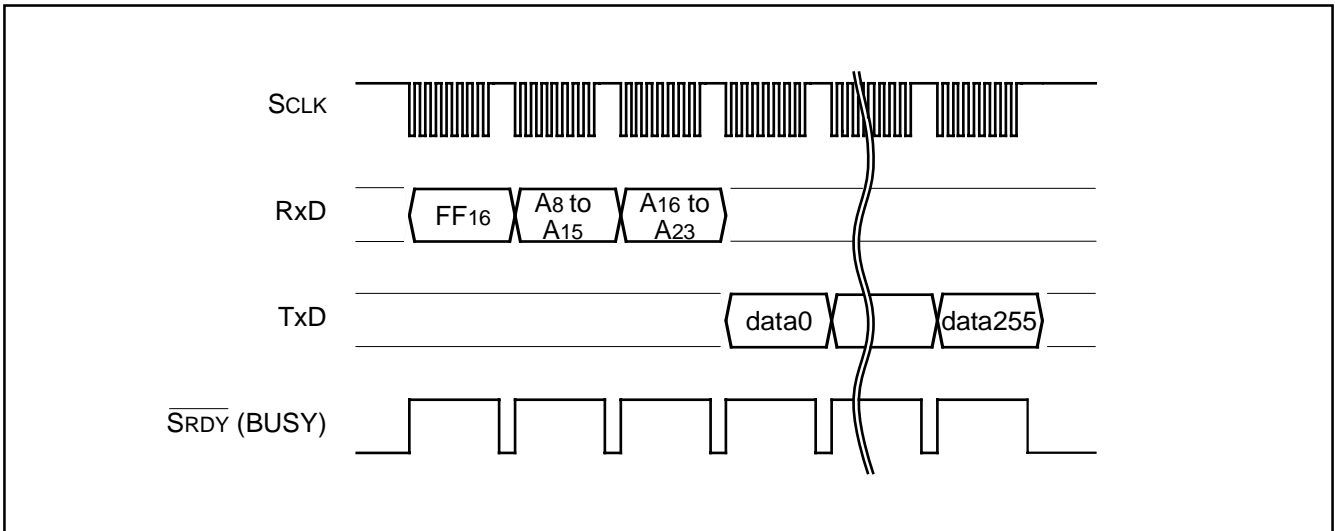 SCLK
RxD
FF16
A8 to
A15
A16 to
A23
TxD
data0
data255
SRDY (BUSY)